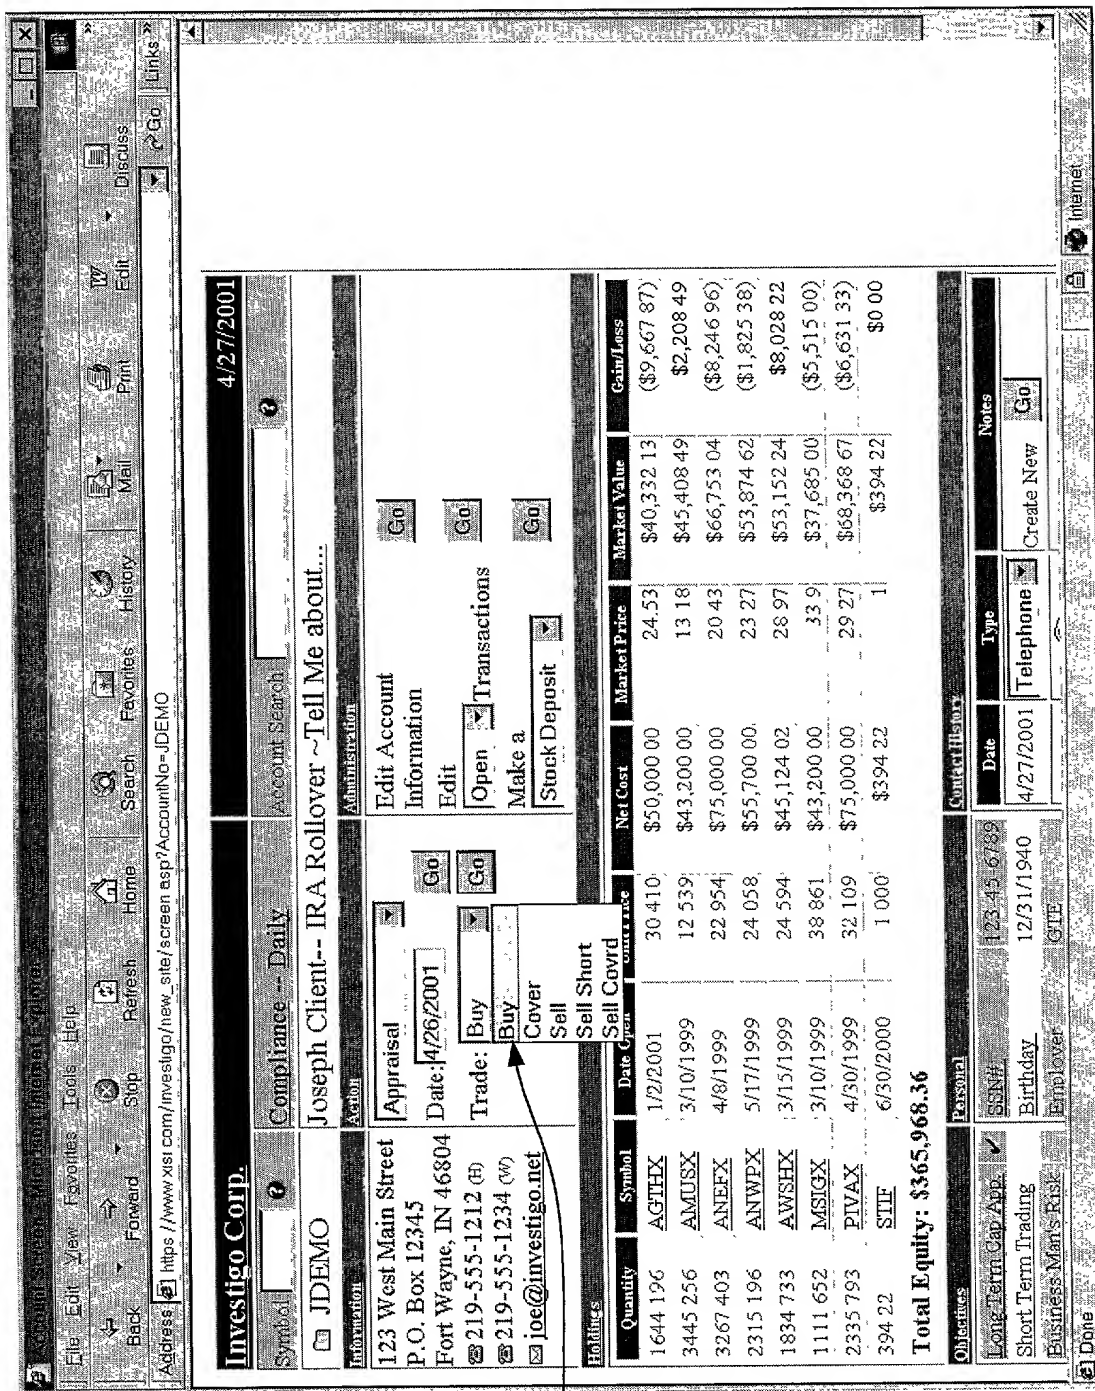 Account Screen - Microsoft Internet Explorer
File Edit View Favorites Tools Help
Back Forward Stop Refresh Home Search Favorites History Mail Print Edit Discuss
Address https //www xisi com/investigo/new_site/screen asp?AccountNo=JDEMO Go Links »
Investigo Corp. 4/27/2001
Symbol Compliance -- Daily Account Search
JDEMO Joseph Client-- IRA Rollover ~Tell Me about...
Information Action Administration
123 West Main Street
P.O. Box 12345
Fort Wayne, IN 46804
219-555-1212 (H)
219-555-1234 (W)
joe@investigo.net
Appraisal
Date: 4/26/2001 Go
Trade: Buy Go
Buy
Cover
Sell
Sell Short
Sell Covrd
Edit Account
Information Go
Edit
Open Transactions Go
Make a
Stock Deposit Go
Holdings
Quantity Symbol Date Open Market Price Net Cost Market Value Gain/Loss
1644 196 AGTHX 1/2/2001 30 410 $50,000 00 24.53 $40,332 13 ($9,667 87)
3445 256 AMUSX 3/10/1999 12 539 $43,200 00 13 18 $45,408 49 $2,208 49
3267 403 ANEFX 4/8/1999 22 954 $75,000 00 20 43 $66,753 04 ($8,246 96)
2315 196 ANWPX 5/17/1999 24 058 $55,700 00 23 27 $53,874 62 ($1,825 38)
1834 733 AWSHX 3/15/1999 24 594 $45,124 02 28 97 $53,152 24 $8,028 22
1111 652 MSIGX 3/10/1999 38 861 $43,200 00 33 9 $37,685 00 ($5,515 00)
2335 793 PIVAX 4/30/1999 32 109 $75,000 00 29 27 $68,368 67 ($6,631 33)
394 22 STIF 6/30/2000 1 000 $394 22 1 $394 22 $0 00
Total Equity: $365,968.36
Objectives Personal Contact History
Long Term Cap App. SSN# 123-45-6789
Short Term Trading Birthday 12/31/1940
Business Man's Risk Employer GTE
Date Type Notes
4/27/2001 Telephone Create New Go
Done Internet